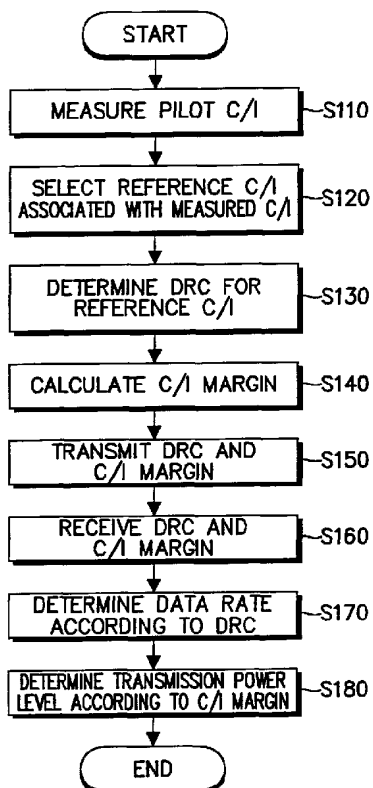 START
MEASURE PILOT C/I
S110
SELECT REFERENCE C/I
ASSOCIATED WITH MEASURED C/I
S120
DETERMINE DRC FOR
REFERENCE C/I
S130
CALCULATE C/I MARGIN
S140
TRANSMIT DRC AND
C/I MARGIN
S150
RECEIVE DRC AND
C/I MARGIN
S160
DETERMINE DATA RATE
ACCORDING TO DRC
S170
DETERMINE TRANSMISSION POWER
LEVEL ACCORDING TO C/I MARGIN
S180
END